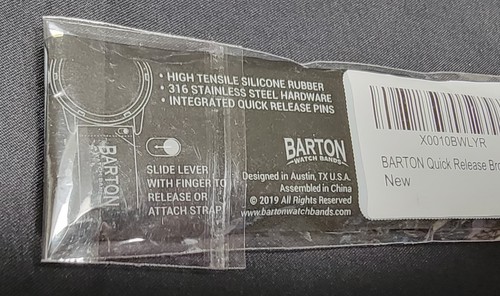 • HIGH TENSILE SILICONE RUBBER
• 316 STAINLESS STEEL HARDWARE
• INTEGRATED QUICK RELEASE PINS
BARTON
SLIDE LEVER
WITH FINGER TO
RELEASE OR
ATTACH STRAP
BARTON
WATCH BANDS
Designed in Austin, TX U.S.A.
Assembled in China
© 2019 All Rights Reserved
www.bartonwatchbands.com
X0010BWLYR
BARTON Quick Release Bro
New